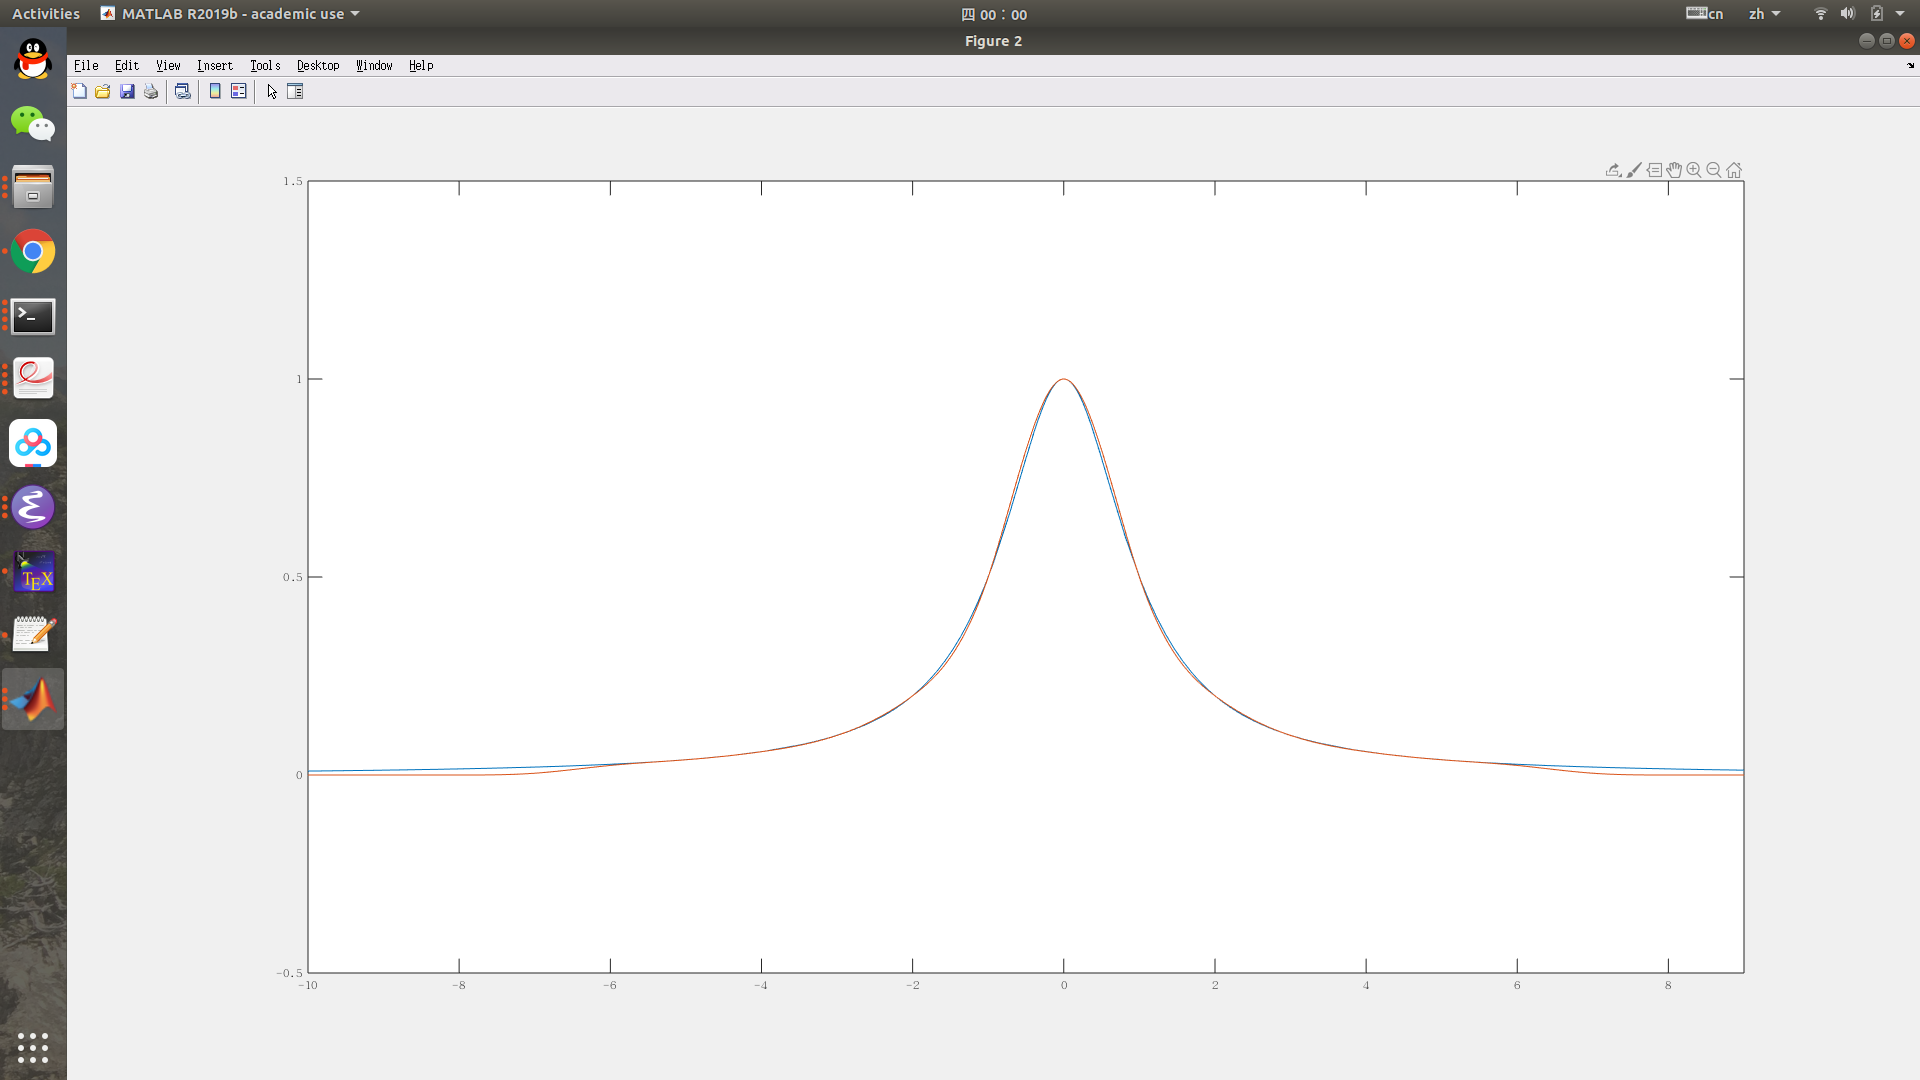 Activities MATLAB R2019b - academic use 四 00：00 cn zh
Figure 2
File Edit View Insert Tools Desktop Window Help
1.5
1
0.5
0
-0.5
-10 -8 -6 -4 -2 0 2 4 6 8
TEX